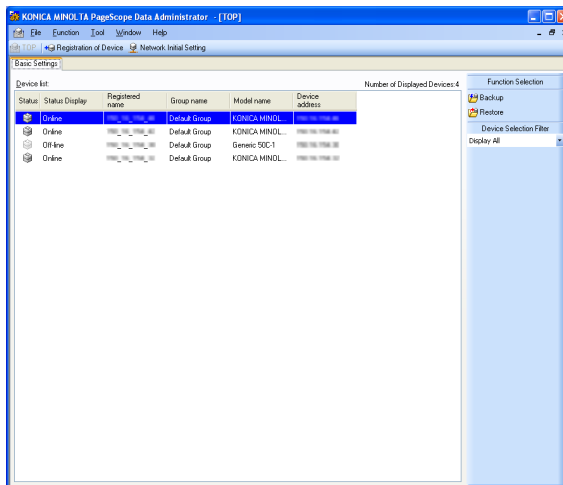 KONICA MINOLTA PageScope Data Administrator - [TOP]
File Function Tool Window Help
TOP Registration of Device Network Initial Setting
Basic Settings
Device list: Number of Displayed Devices:4
Function Selection
Status Status Display Registered name Group name Model name Device address
Backup
Online Default Group KONICA MINOL...
Restore
Online Default Group KONICA MINOL...
Device Selection Filter
Off-line Default Group Generic 50C-1
Display All
Online Default Group KONICA MINOL...